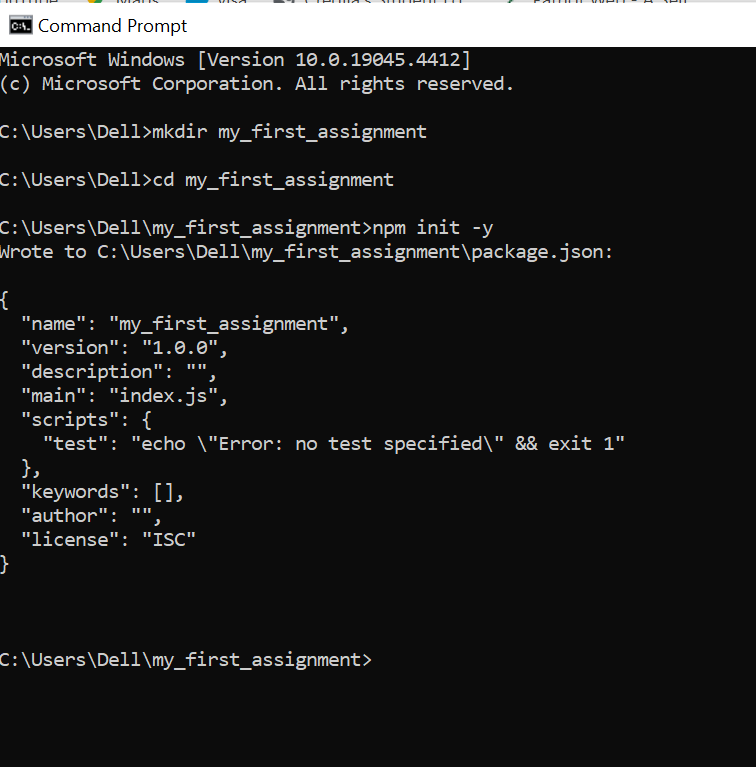 Command Prompt
Microsoft Windows [Version 10.0.19045.4412]
(c) Microsoft Corporation. All rights reserved.
C:\Users\Dell>mkdir my_first_assignment
C:\Users\Dell>cd my_first_assignment
C:\Users\Dell\my_first_assignment>npm init -y
Wrote to C:\Users\Dell\my_first_assignment\package.json:
{
  "name": "my_first_assignment",
  "version": "1.0.0",
  "description": "",
  "main": "index.js",
  "scripts": {
    "test": "echo \"Error: no test specified\" && exit 1"
  },
  "keywords": [],
  "author": "",
  "license": "ISC"
}
C:\Users\Dell\my_first_assignment>